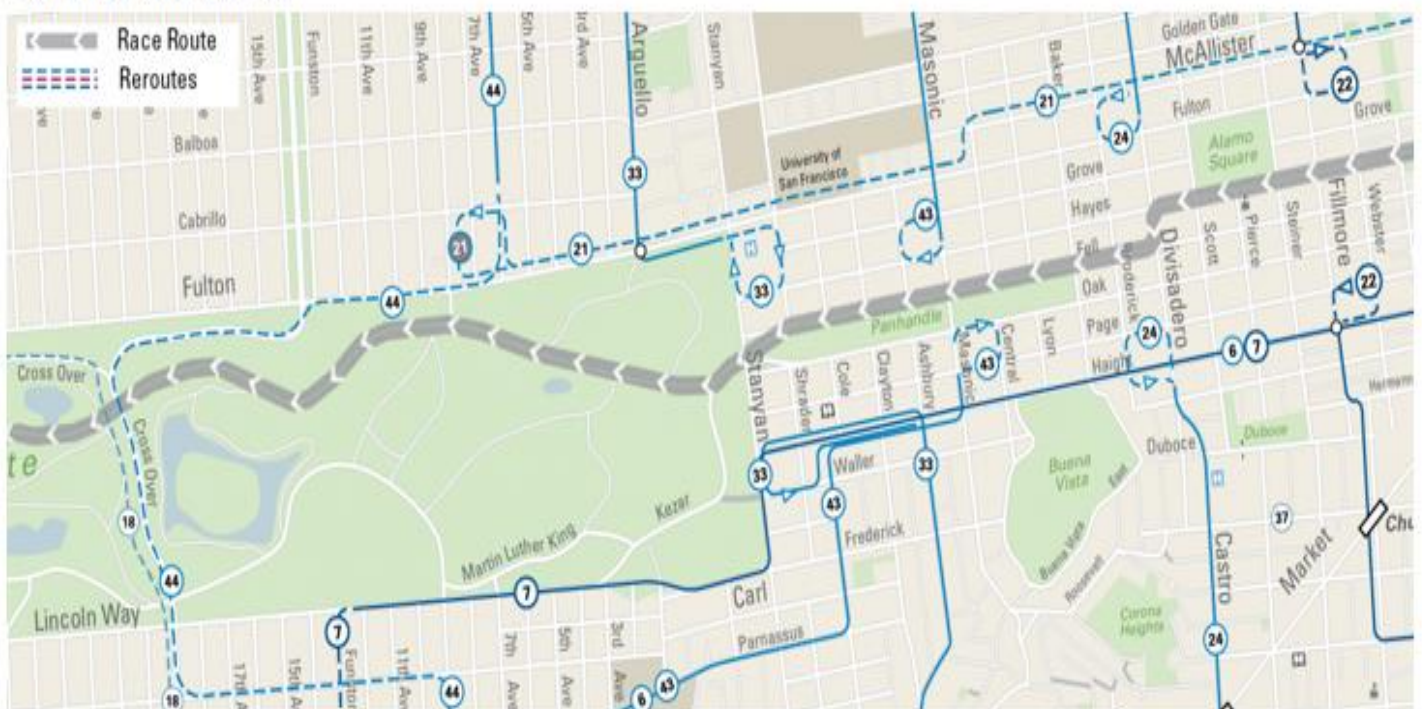 Race Route
Reroutes
15th Ave
Funston
11th Ave
9th Ave
7th Ave
5th Ave
3rd Ave
Arguello
Stanyan
Masonic
Baker
Golden Gate
McAllister
Fulton
Grove
ve
e
Balboa
44
33
21
24
22
University of
San Francisco
Alamo
Square
Grove
Hayes
Fell
Oak
Page
Haight
Cabrillo
21
21
43
33
Fulton
44
Broderick
Divisadero
Scott
Pierce
Steiner
Fillmore
Webster
22
Panhandle
Masonic
43
Central
Lyon
24
6
7
Cross Over
Cross Over
Stanyan
Shrader
Cole
Clayton
Ashbury
Duboce
Duboce
te
33
Waller
33
43
Buena
Vista
Buena Vista
East
18
Kezar
Frederick
37
Market
Castro
Roosevelt
Martin Luther King
44
7
Carl
Corona
Heights
Lincoln Way
7
Parnassus
24
17th A
15th A
Funston
11th Ave
7th Ave
5th Ave
3rd Ave
18
44
6
43